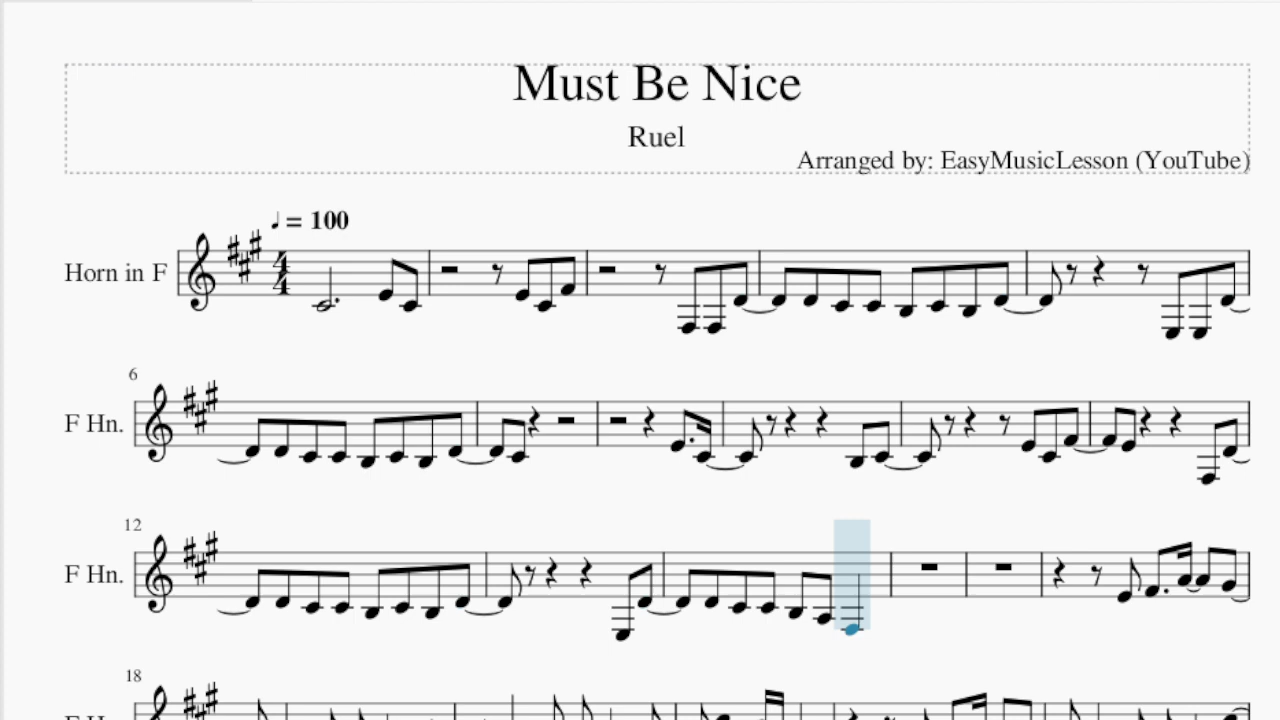 Must Be Nice
Ruel
Arranged by: EasyMusicLesson (YouTube)
♩ = 100
Horn in F
4
4
6
F Hn.
12
F Hn.
18